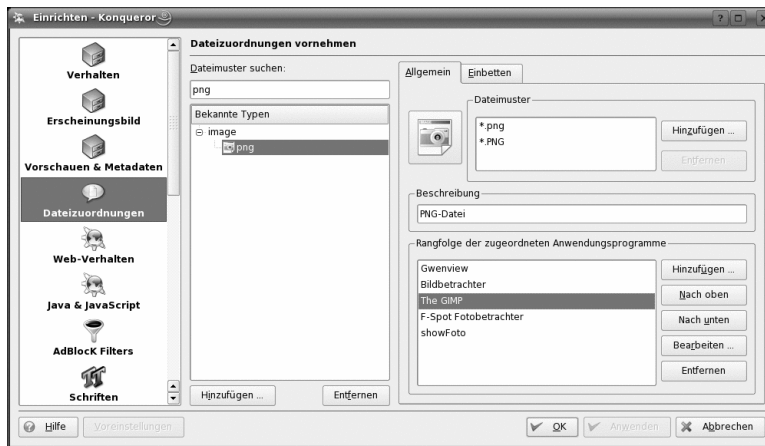 Einrichten - Konqueror
Verhalten
Erscheinungsbild
Vorschauen & Metadaten
Dateizuordnungen
Web-Verhalten
Java & JavaScript
AdBlocK Filters
Schriften
Dateizuordnungen vornehmen
Dateimuster suchen:
png
Bekannte Typen
image
png
Hinzufügen ...
Entfernen
Allgemein
Einbetten
Dateimuster
*.png
*.PNG
Hinzufügen ...
Entfernen
Beschreibung
PNG-Datei
Rangfolge der zugeordneten Anwendungsprogramme
Gwenview
Bildbetrachter
The GIMP
F-Spot Fotobetrachter
showFoto
Hinzufügen ...
Nach oben
Nach unten
Bearbeiten ...
Entfernen
Hilfe
Voreinstellungen
OK
Anwenden
Abbrechen